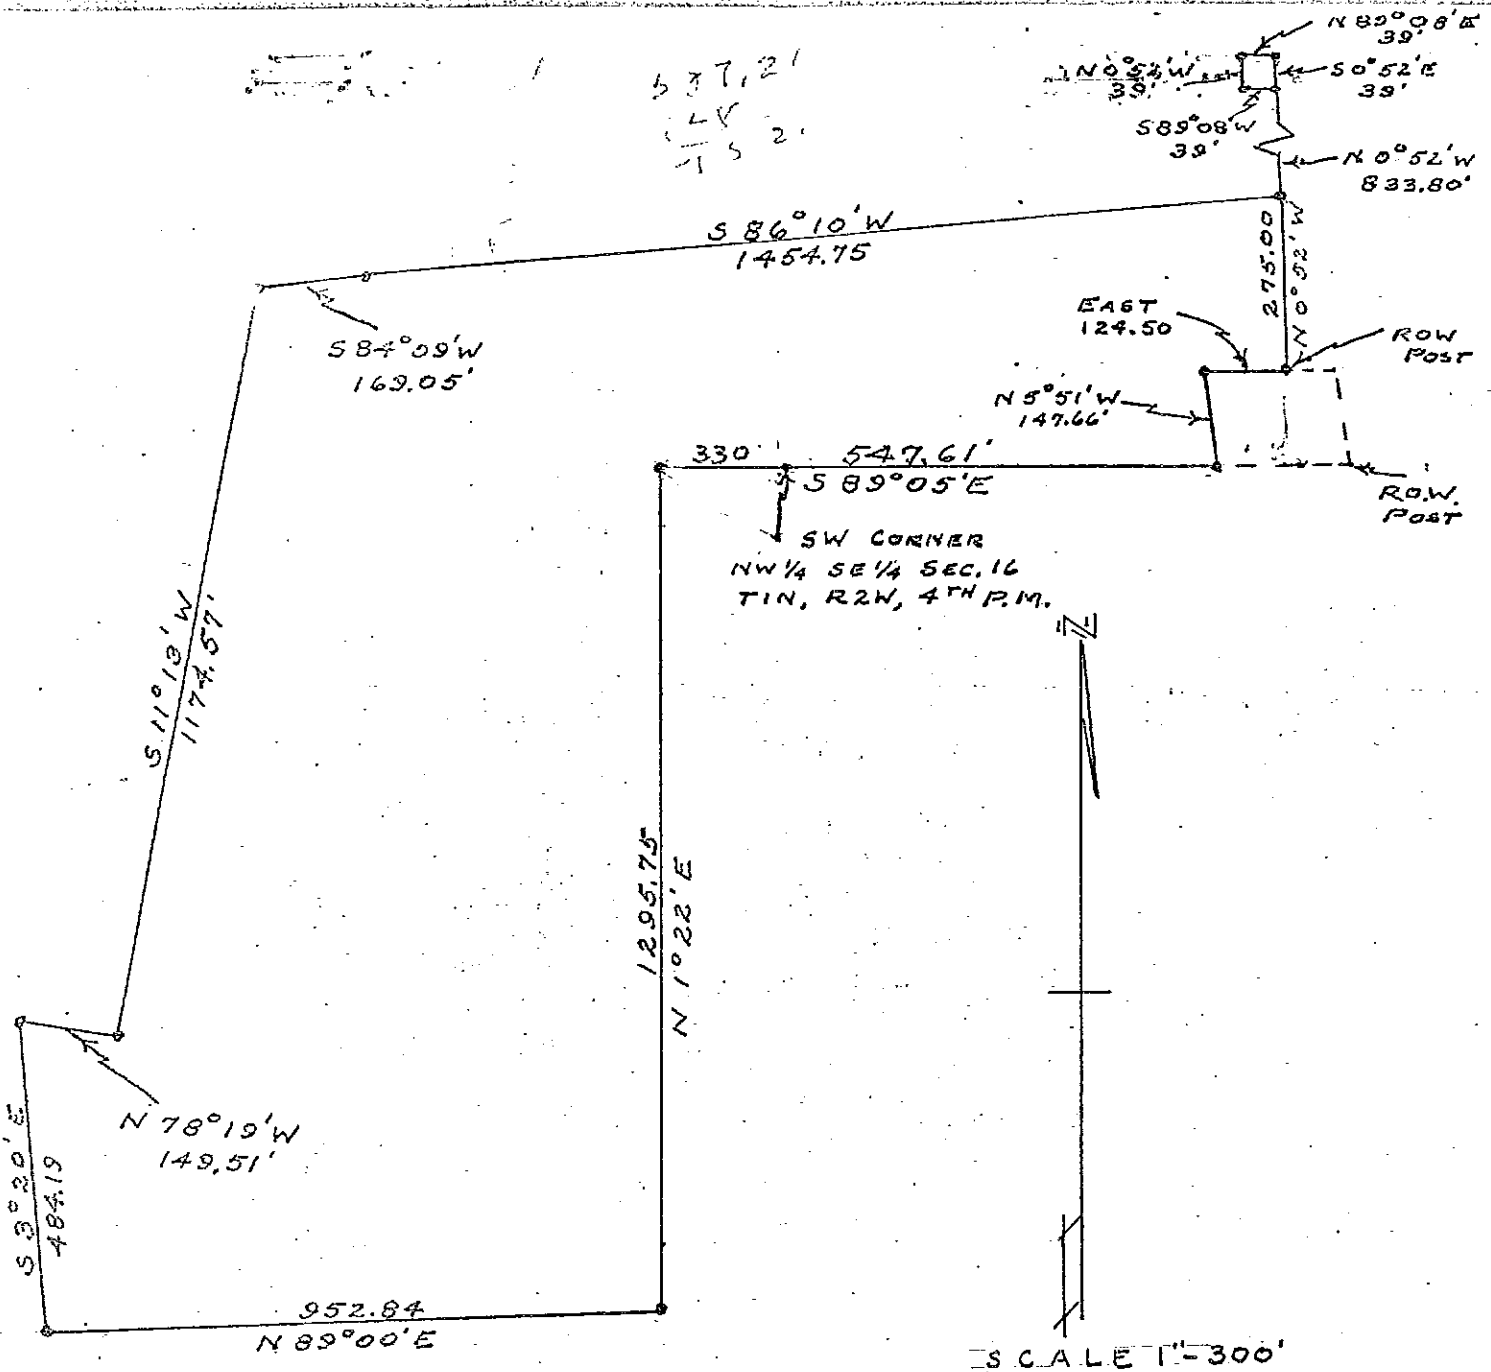 N 89°08'E
39'
N 0°52'W
39'
S 0°52'E
39'
S 89°08'W
39'
N 0°52'W
833.80'
S 86°10'W
1454.75
275.00
N 0°52'W
EAST
124.50
ROW
POST
S 84°09'W
169.05'
N 5°51'W
147.66'
330' 547.61'
S 89°05'E
R.O.W.
POST
SW CORNER
NW 1/4 SE 1/4 SEC. 16
T1N, R2W, 4TH P.M.
N
S 11°13'W
1174.57'
1295.75
N 1°22'E
N 78°19'W
149.51'
S 3°20'E
484.19
952.84
N 89°00'E
SCALE 1"-300'